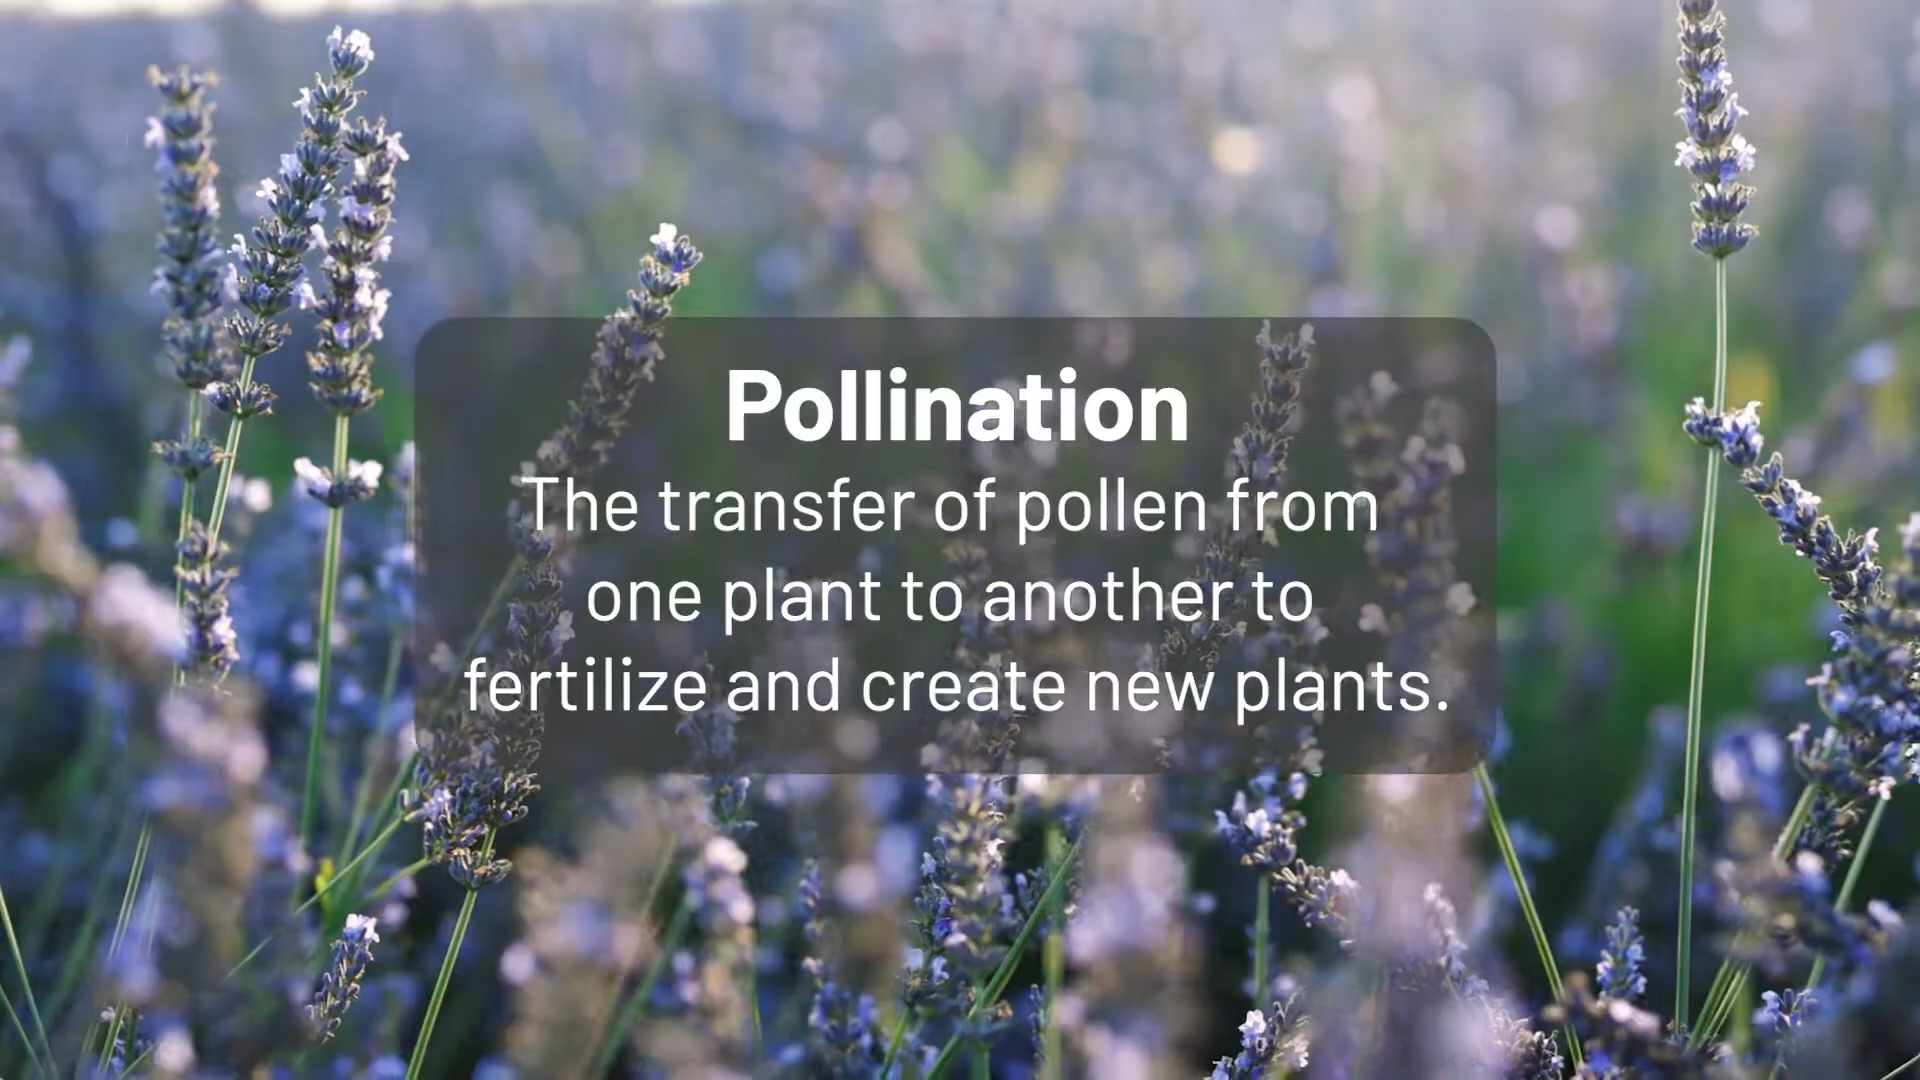 Pollination
The transfer of pollen from
one plant to another to
fertilize and create new plants.